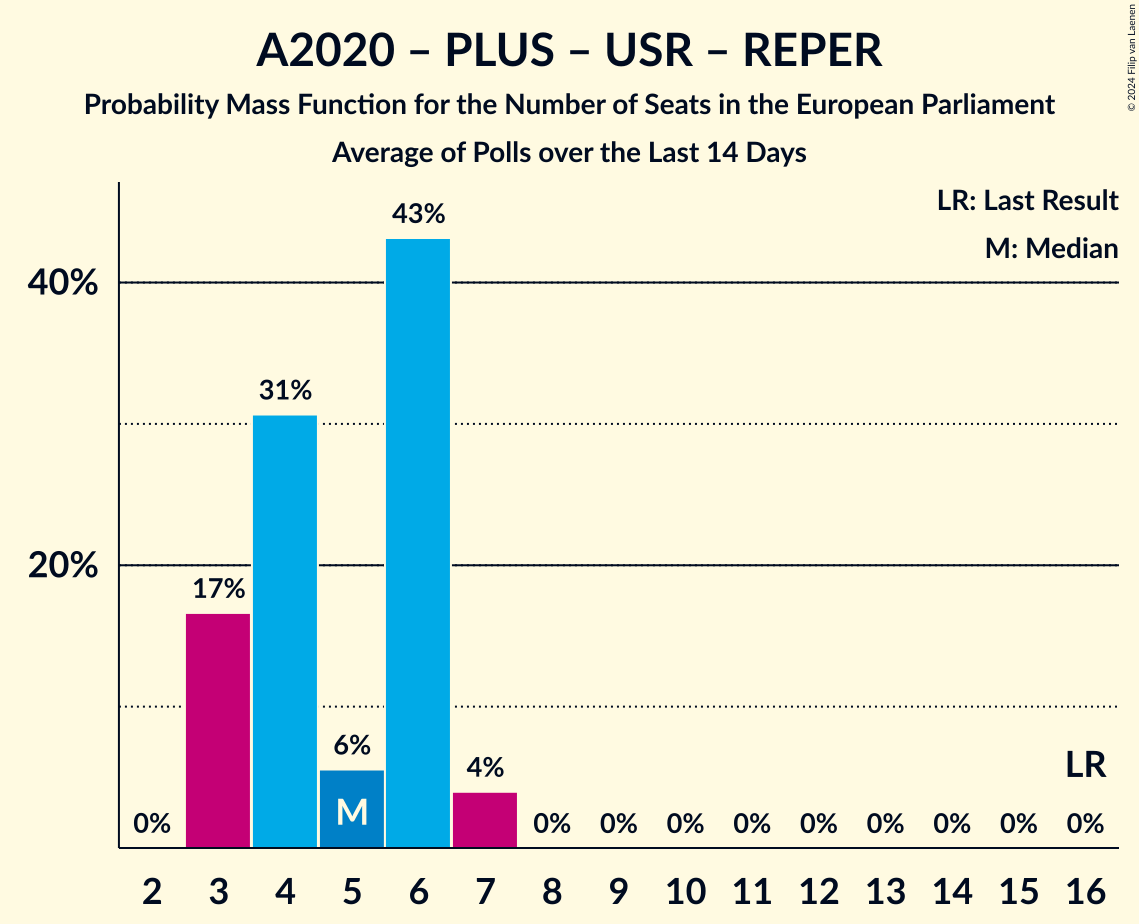 A2020 – PLUS – USR – REPER
Probability Mass Function for the Number of Seats in the European Parliament
Average of Polls over the Last 14 Days
© 2024 Filip van Laenen
LR: Last Result
M: Median
43%
40%
31%
20%
17%
6%
4%
LR
M
0% 0% 0% 0% 0% 0% 0% 0% 0% 0%
2 3 4 5 6 7 8 9 10 11 12 13 14 15 16